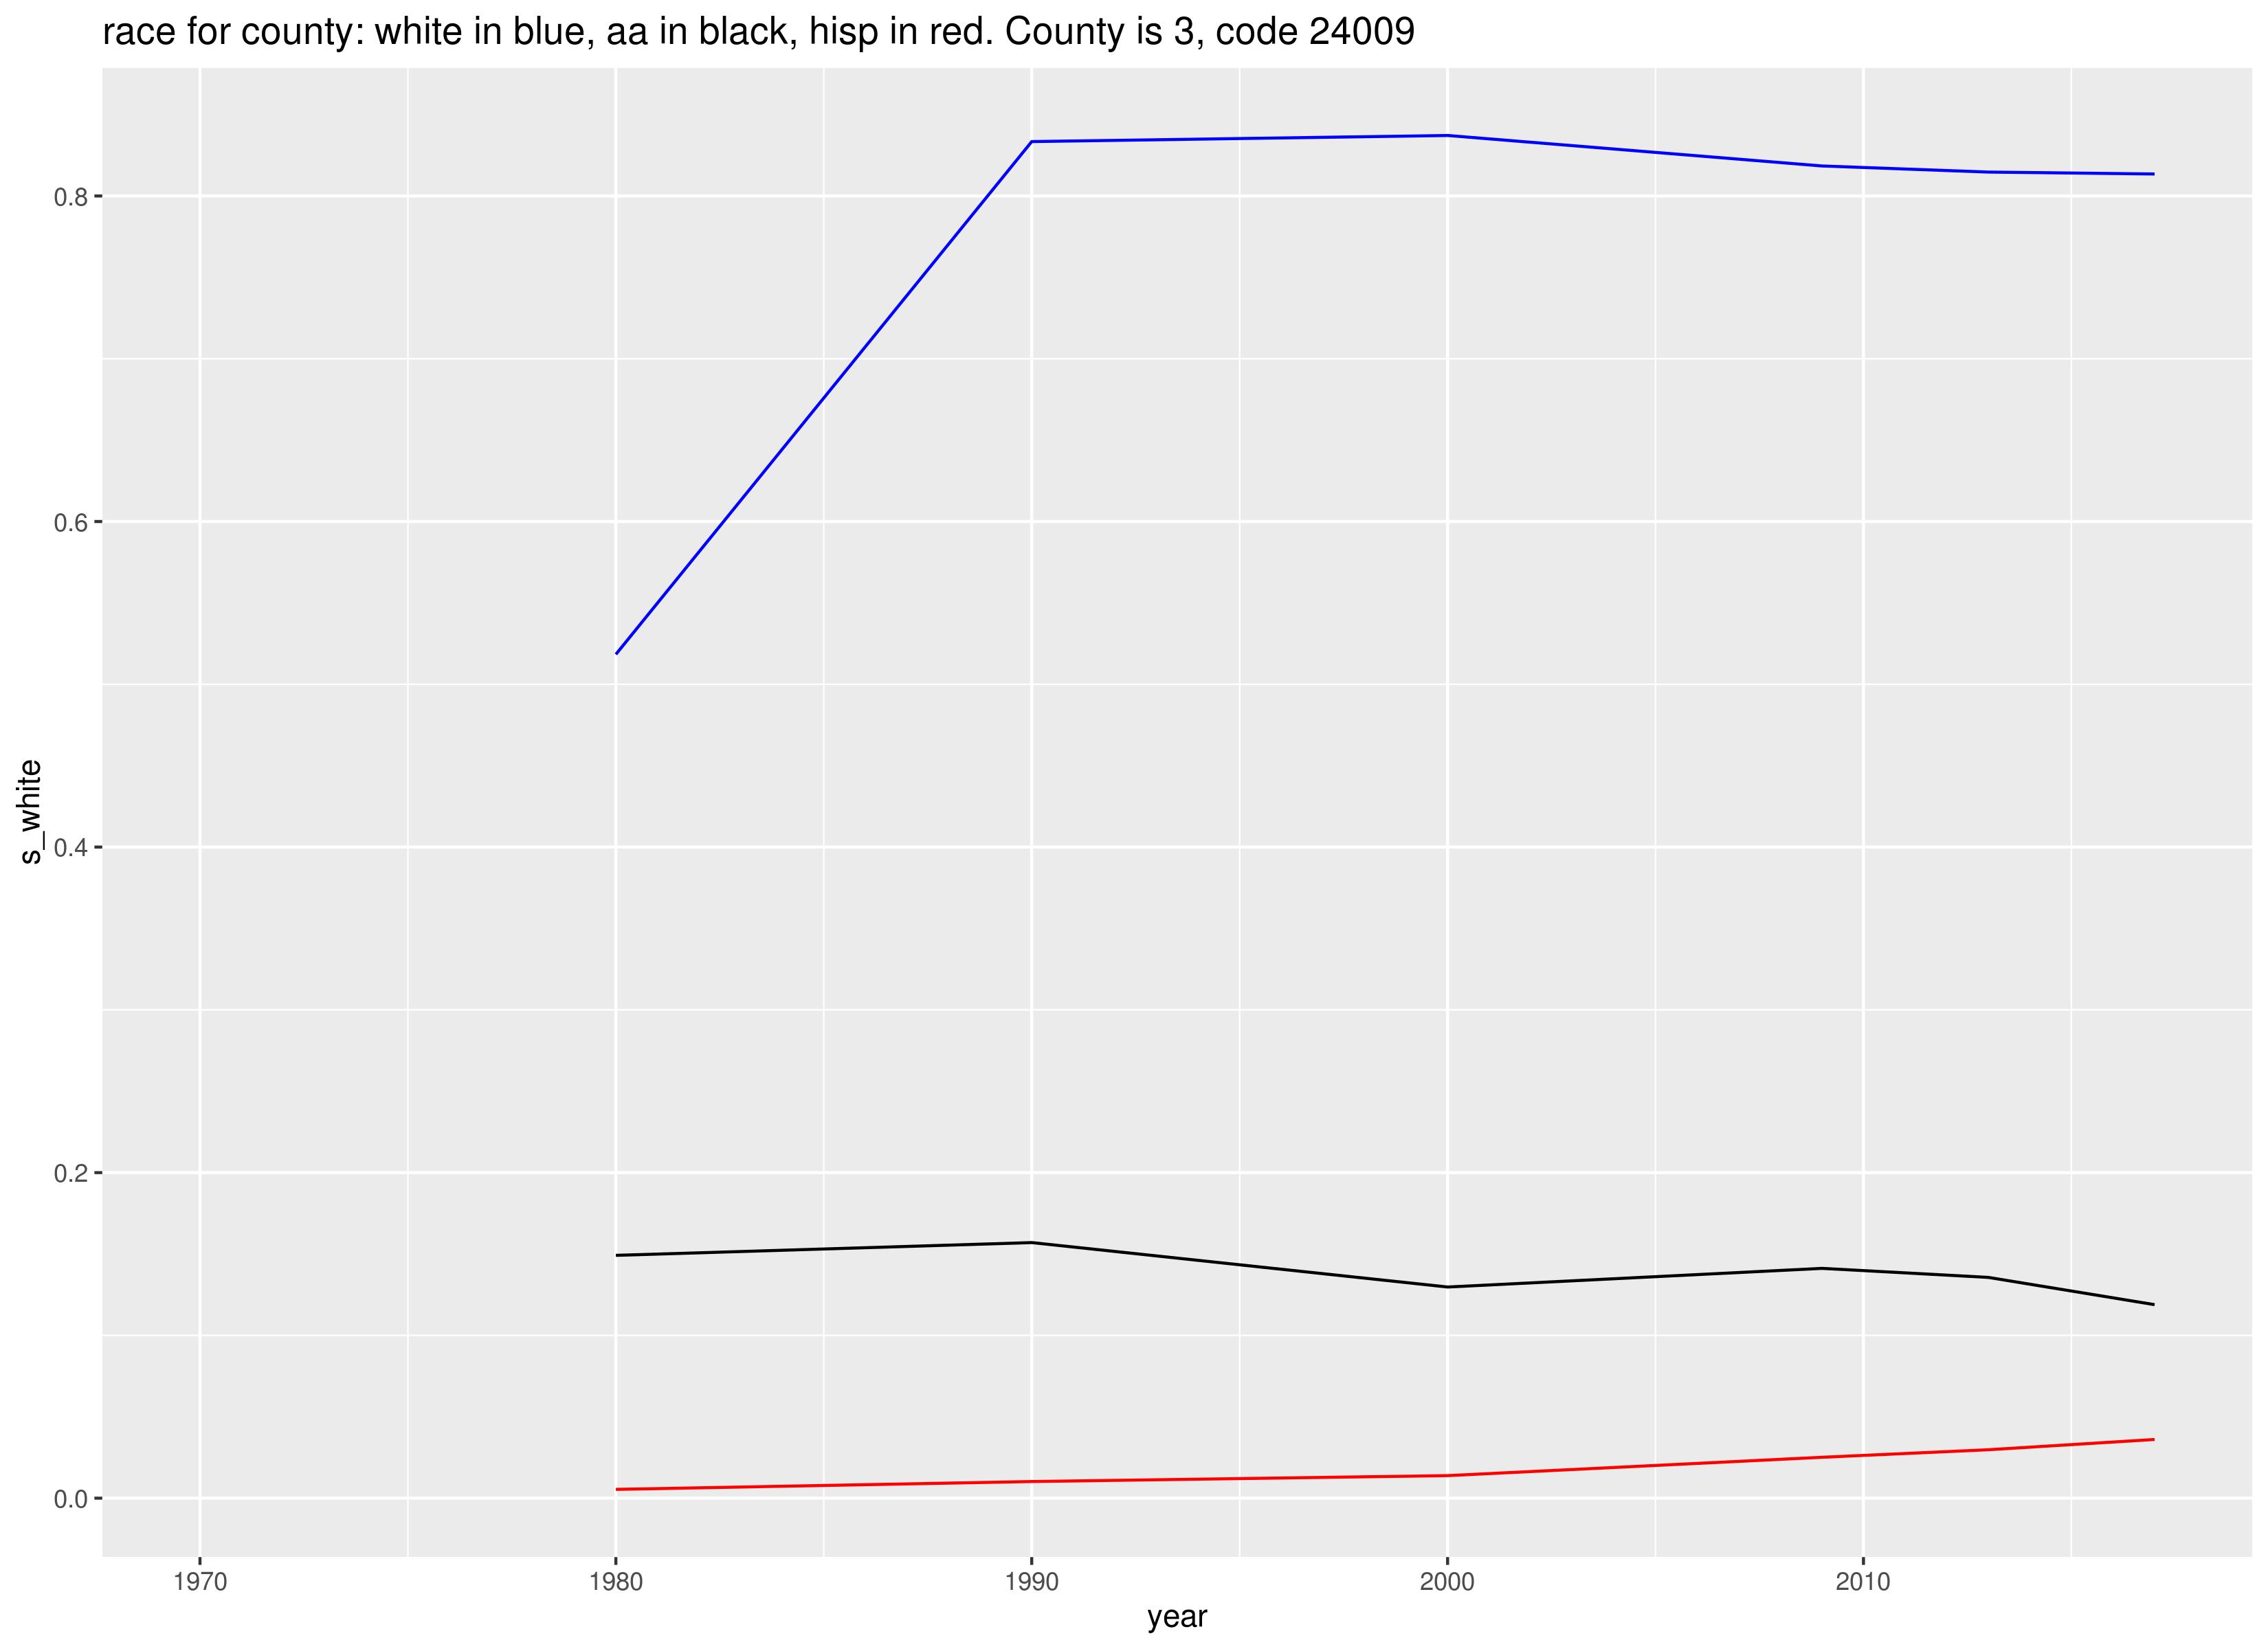 race for county: white in blue, aa in black, hisp in red. County is 3, code 24009
s_white
0.8
0.6
0.4
0.2
0.0
1970 1980 1990 2000 2010
year